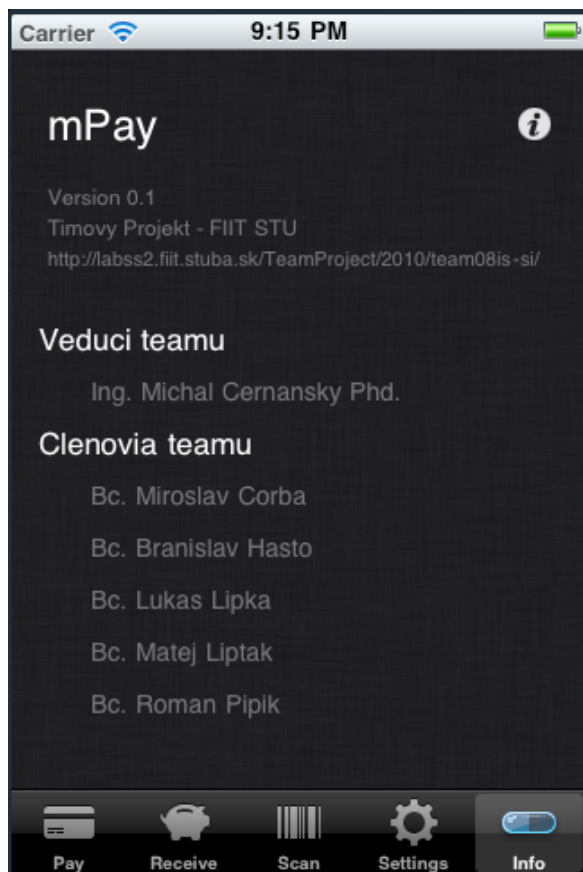 Carrier 9:15 PM
mPay
Version 0.1
Timovy Projekt - FIIT STU
http://labss2.fiit.stuba.sk/TeamProject/2010/team08is-si/
Veduci teamu
Ing. Michal Cernansky Phd.
Clenovia teamu
Bc. Miroslav Corba
Bc. Branislav Hasto
Bc. Lukas Lipka
Bc. Matej Liptak
Bc. Roman Pipik
Pay Receive Scan Settings Info